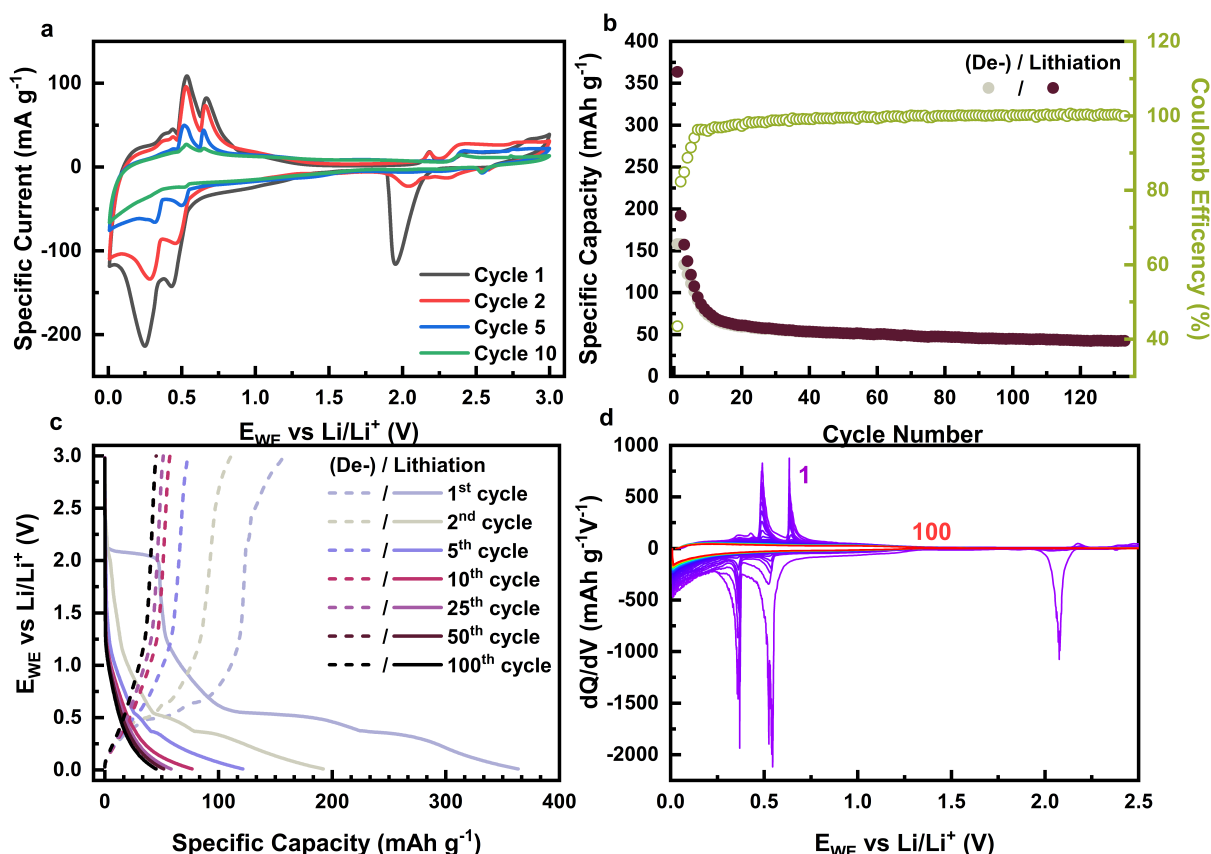 a
Specific Current (mA g⁻¹)
100
0
-100
-200
Cycle 1
Cycle 2
Cycle 5
Cycle 10
0.0 0.5 1.0 1.5 2.0 2.5 3.0
E_WE vs Li/Li⁺ (V)
b
Specific Capacity (mAh g⁻¹)
400
350
300
250
200
150
100
50
0
(De-) / Lithiation
/
120
100
80
60
40
Coulomb Efficency (%)
0 20 40 60 80 100 120
Cycle Number
c
E_WE vs Li/Li⁺ (V)
3.0
2.5
2.0
1.5
1.0
0.5
0.0
(De-) / Lithiation
/ 1ˢᵗ cycle
/ 2ⁿᵈ cycle
/ 5ᵗʰ cycle
/ 10ᵗʰ cycle
/ 25ᵗʰ cycle
/ 50ᵗʰ cycle
/ 100ᵗʰ cycle
0 100 200 300 400
Specific Capacity (mAh g⁻¹)
d
dQ/dV (mAh g⁻¹V⁻¹)
1000
500
0
-500
-1000
-1500
-2000
1
100
0.0 0.5 1.0 1.5 2.0 2.5
E_WE vs Li/Li⁺ (V)